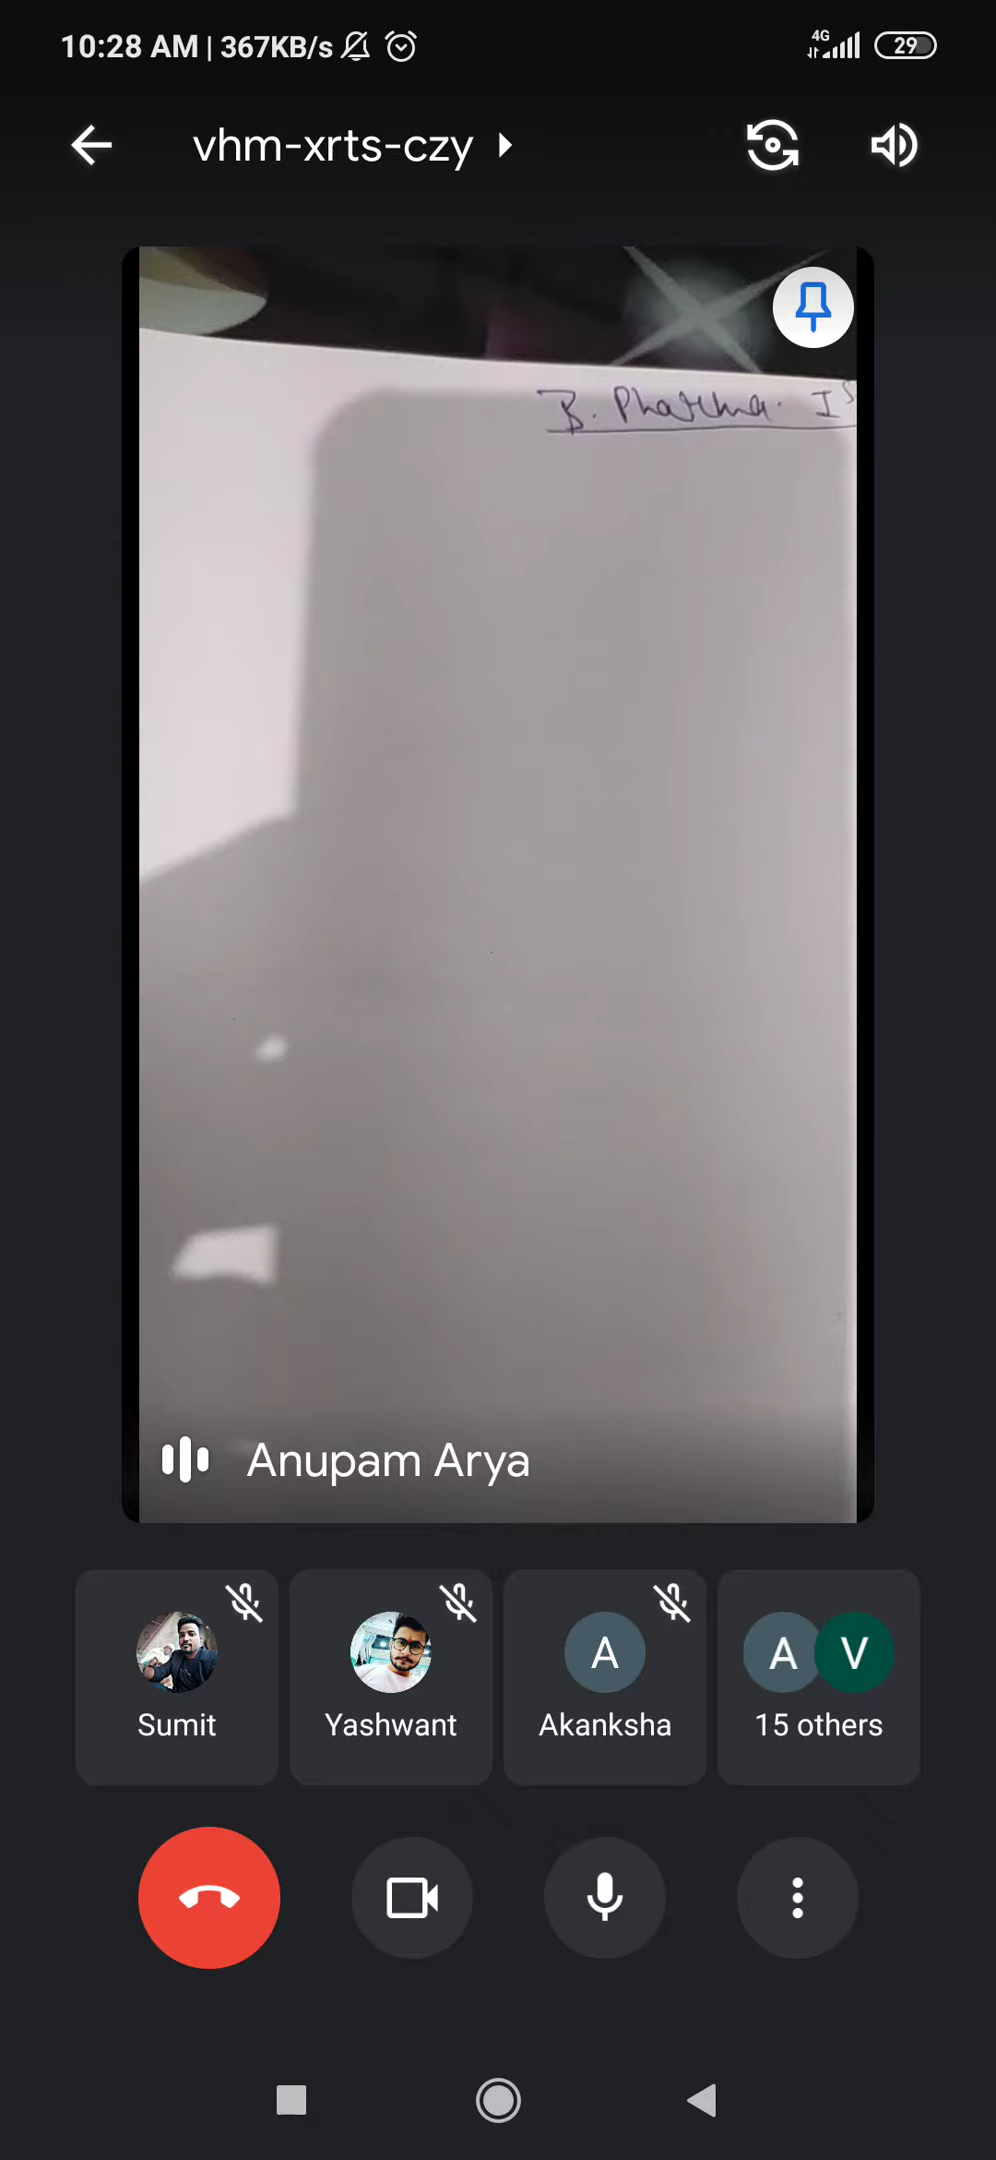 10:28 AM | 367KB/s 4G 29
vhm-xrts-czy
B. Pharma. I
Anupam Arya
A A V
Sumit Yashwant Akanksha 15 others